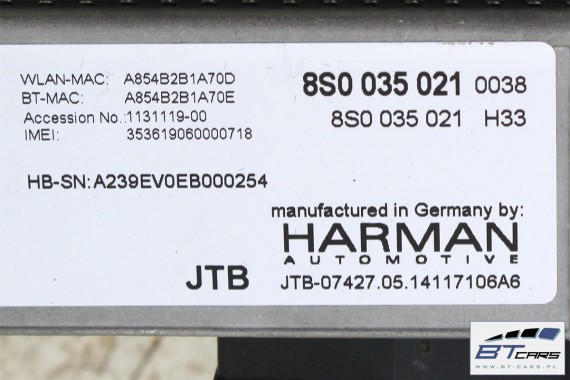 WLAN-MAC: A854B2B1A70D
BT-MAC: A854B2B1A70E
Accession No.: 1131119-00
IMEI: 353619060000718
8S0 035 021 0038
8S0 035 021 H33
HB-SN: A239EV0EB000254
manufactured in Germany by:
HARMAN
AUTOMOTIVE
JTB JTB-07427.05.14117106A6
BT CARS
WWW.BT-CARS.PL